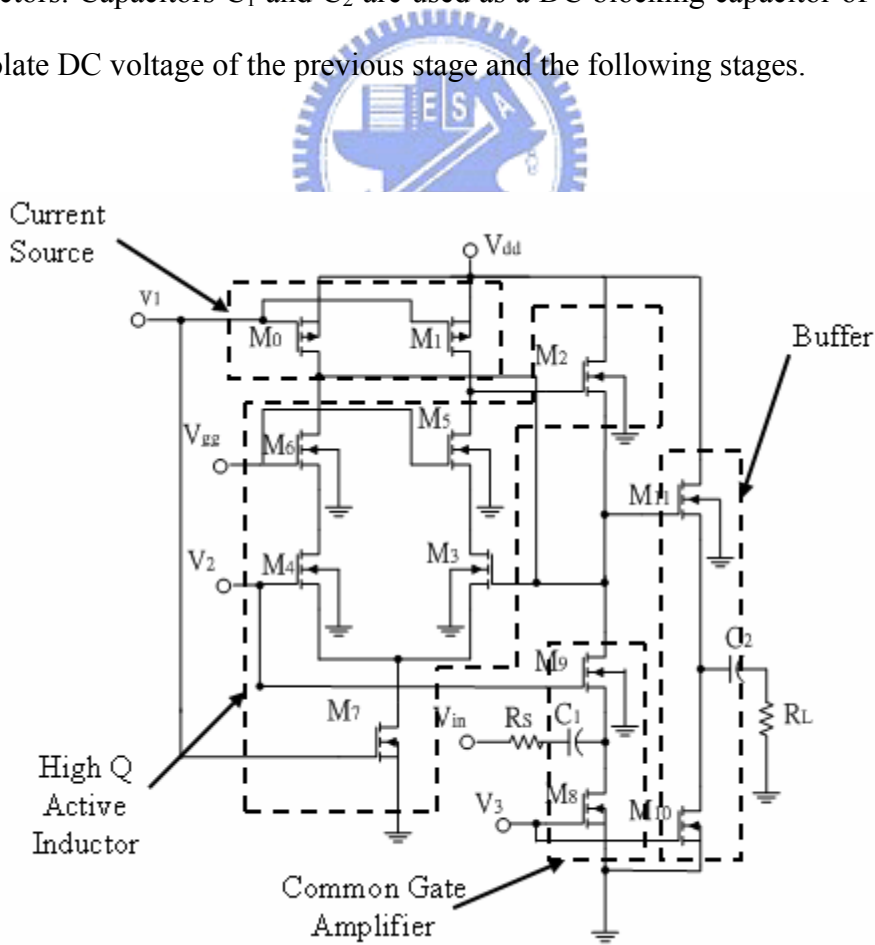 ctors. Capacitors C₁ and C₂ are used as a DC blocking capacitor of
olate DC voltage of the previous stage and the following stages.
E S A
Current
Source
Vdd
V1
M0
M1
M2
Buffer
Vgg
M6
M5
M11
V2
M4
M3
C2
M9
M7
Vin
Rs
C1
RL
High Q
Active
Inductor
V3
M8
M10
Common Gate
Amplifier